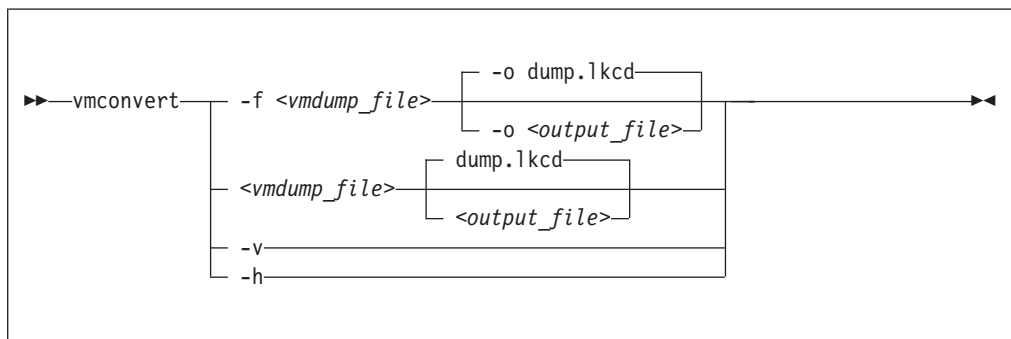 -o dump.lkcd
vmconvert -f <vmdump_file>
-o <output_file>
dump.lkcd
<vmdump_file>
<output_file>
-v
-h